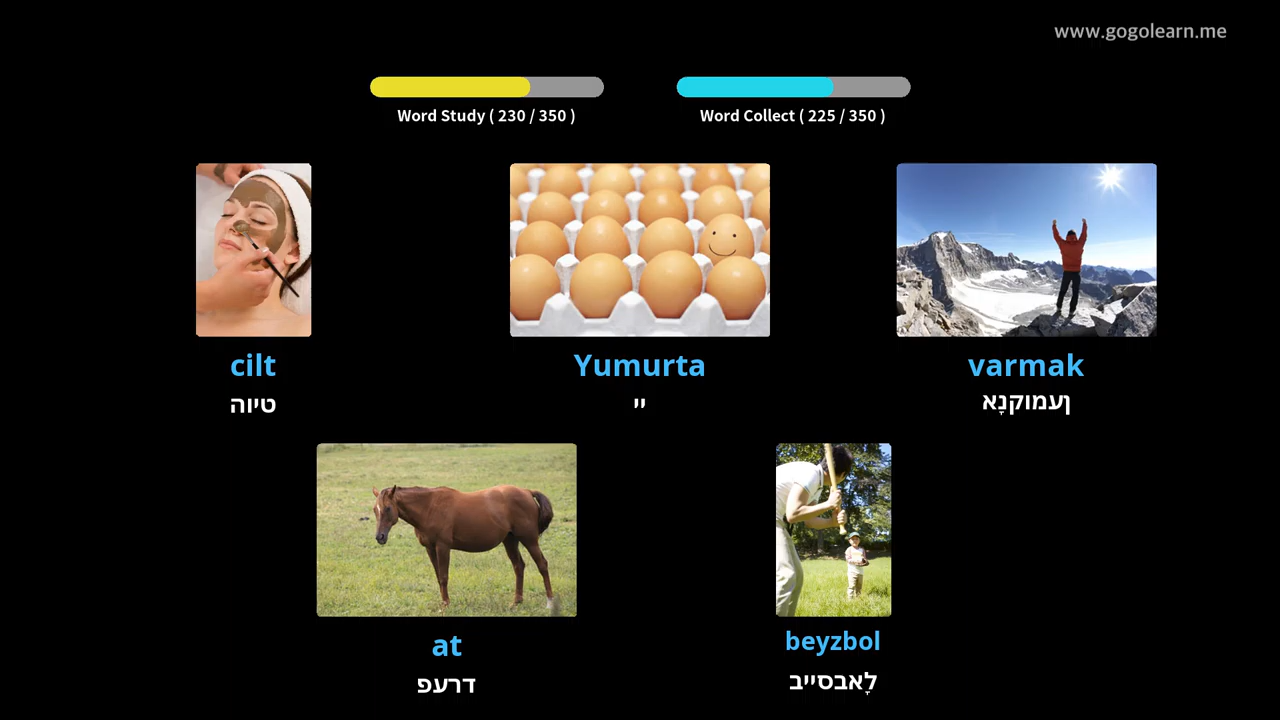 www.gogolearn.me
Word Study ( 230 / 350 )
Word Collect ( 225 / 350 )
cilt
טיוה
Yumurta
יי
varmak
ןעמוקנָא
at
דרעפ
beyzbol
לָאבסייב